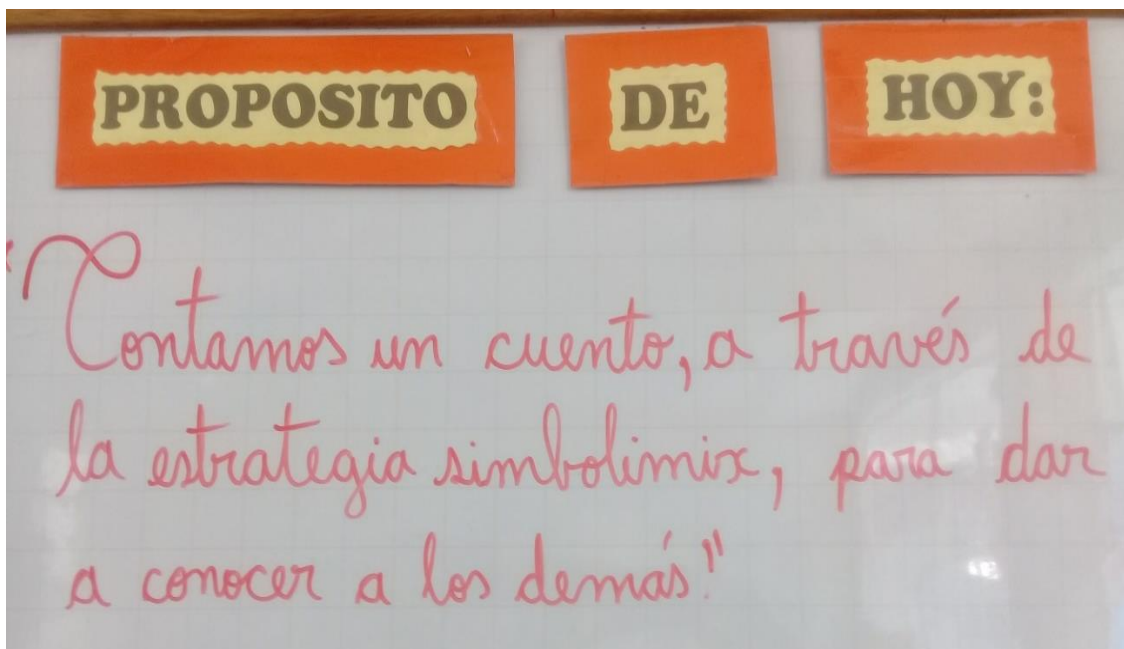 PROPOSITO DE HOY:
"Contamos un cuento, a través de
la estrategia simbolimix, para dar
a conocer a los demás!"